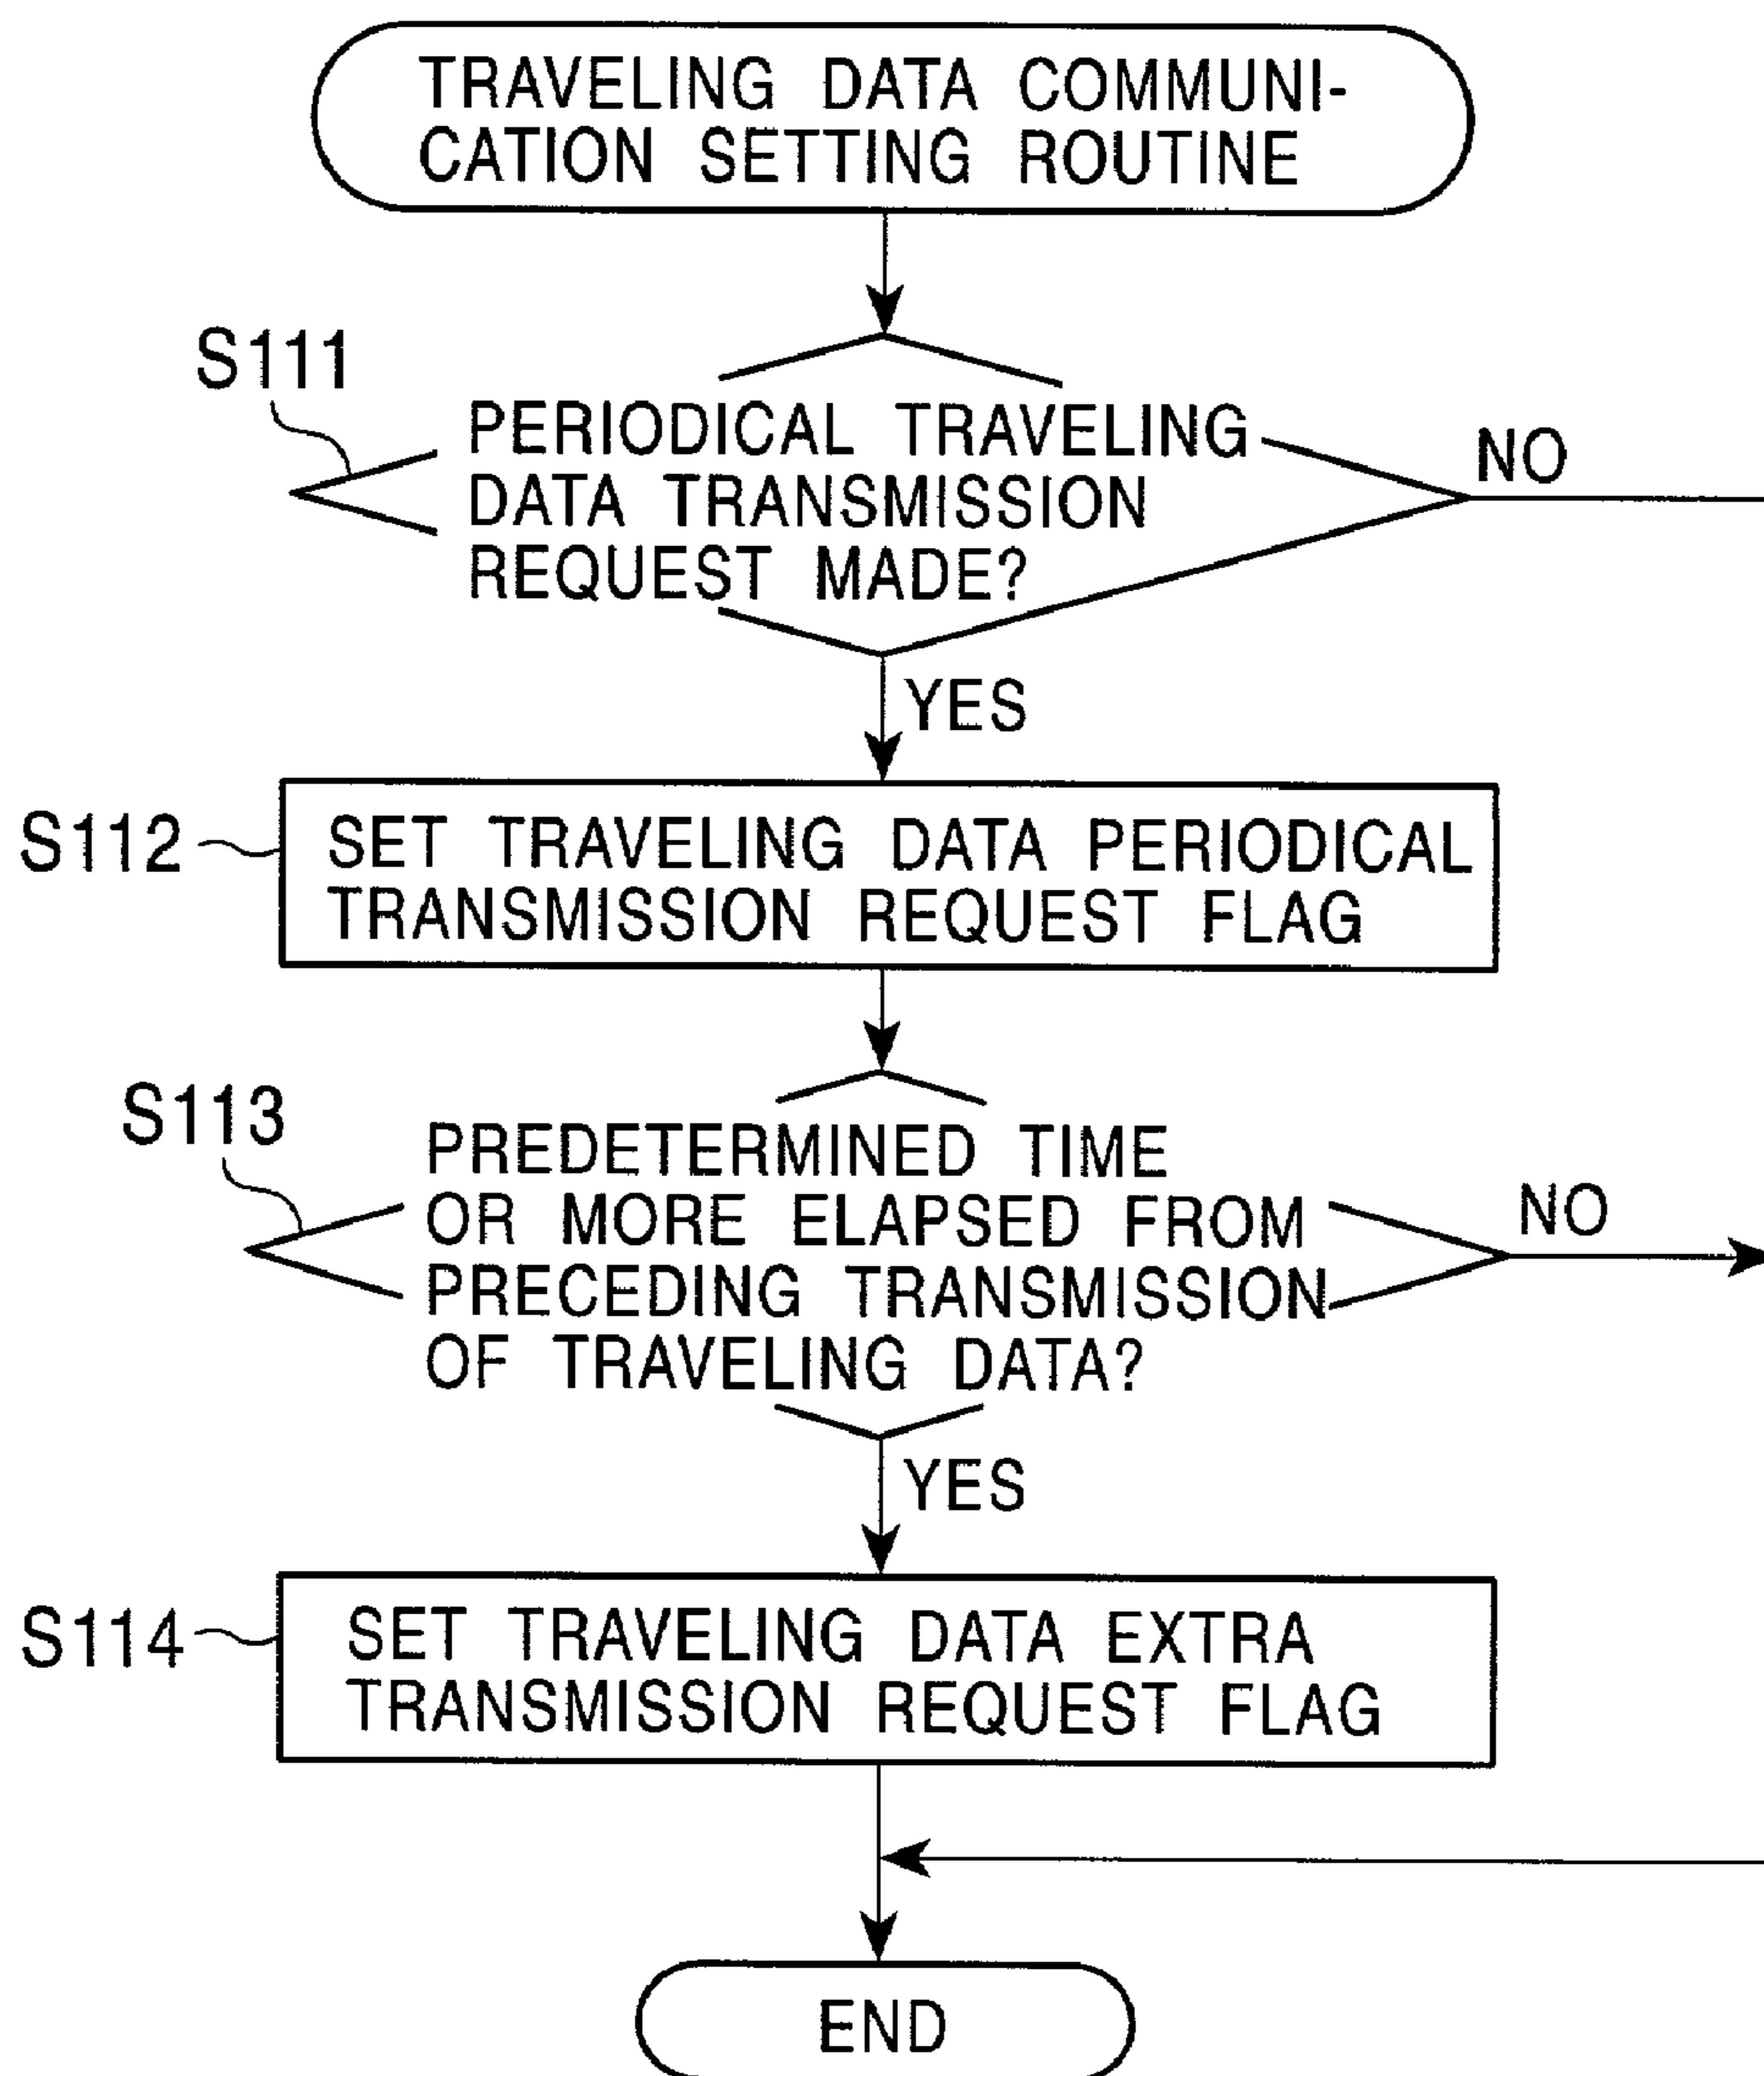 TRAVELING DATA COMMUNI-
CATION SETTING ROUTINE
S111
PERIODICAL TRAVELING
DATA TRANSMISSION
REQUEST MADE?
NO
YES
S112
SET TRAVELING DATA PERIODICAL
TRANSMISSION REQUEST FLAG
S113
PREDETERMINED TIME
OR MORE ELAPSED FROM
PRECEDING TRANSMISSION
OF TRAVELING DATA?
NO
YES
S114
SET TRAVELING DATA EXTRA
TRANSMISSION REQUEST FLAG
END